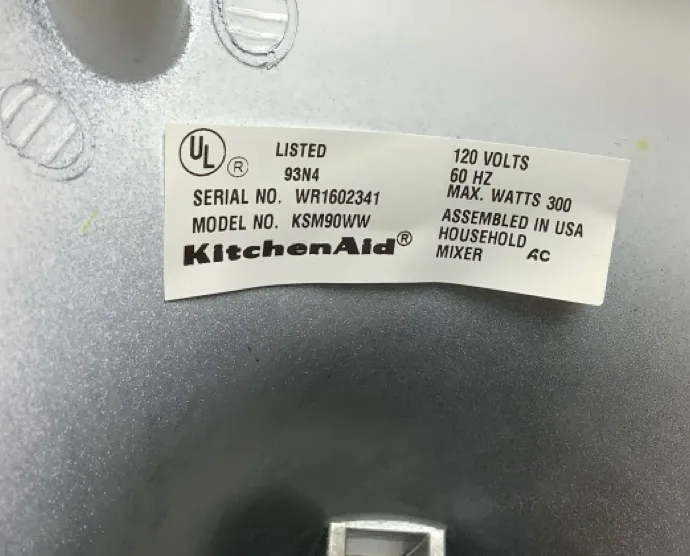 UL® LISTED
93N4
SERIAL NO. WR1602341
MODEL NO. KSM90WW
KitchenAid®
120 VOLTS
60 HZ
MAX. WATTS 300
ASSEMBLED IN USA
HOUSEHOLD
MIXER AC